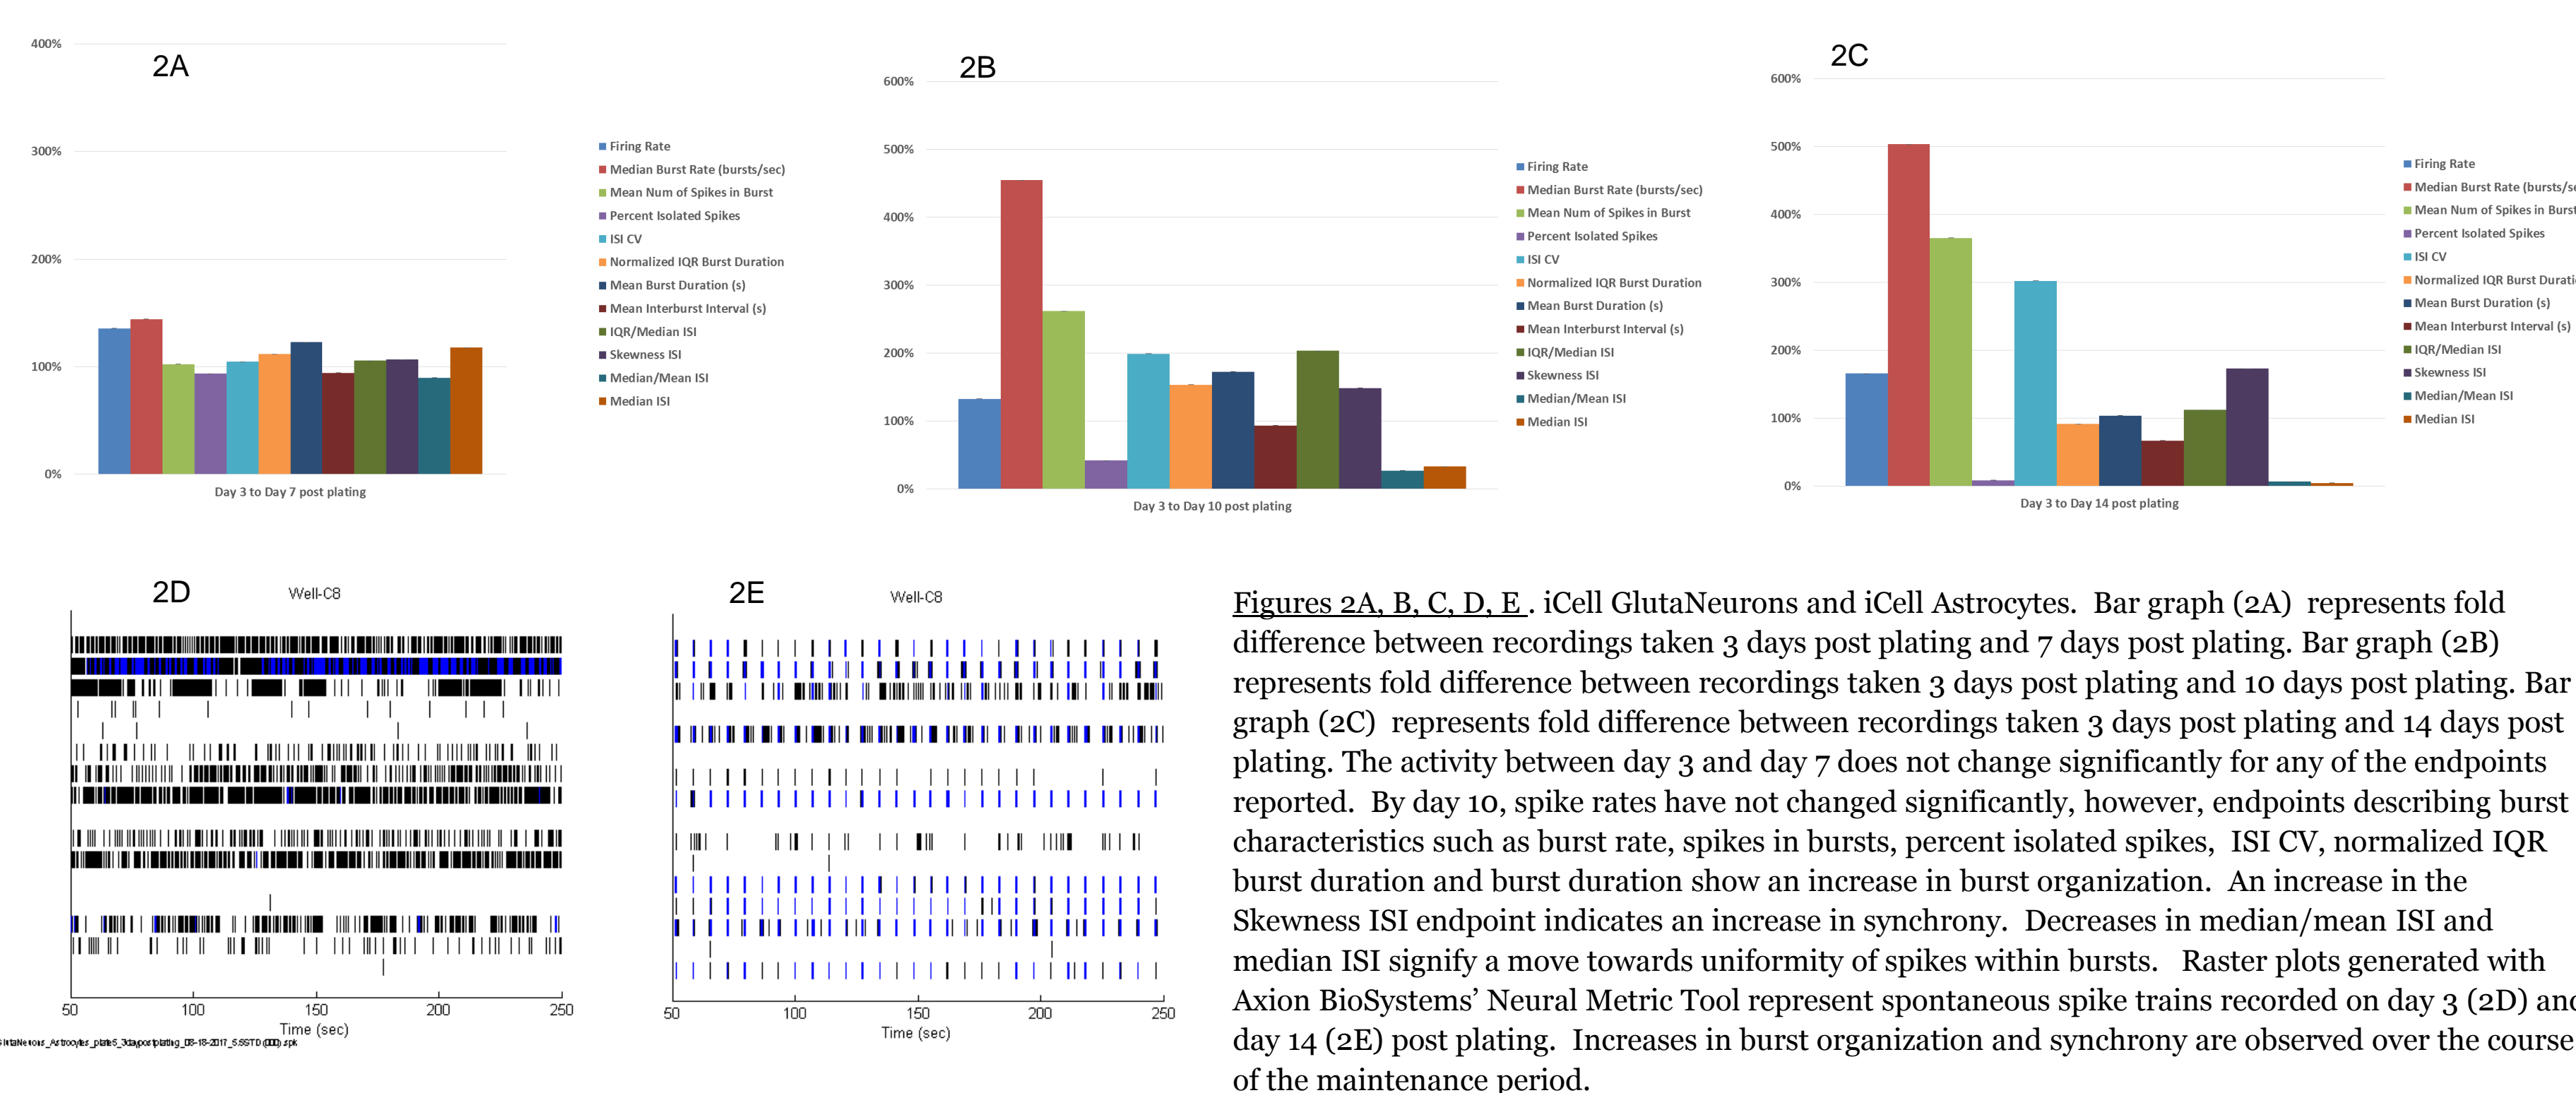 2A
400%
300%
200%
100%
0%
Day 3 to Day 7 post plating
Firing Rate
Median Burst Rate (bursts/sec)
Mean Num of Spikes in Burst
Percent Isolated Spikes
ISI CV
Normalized IQR Burst Duration
Mean Burst Duration (s)
Mean Interburst Interval (s)
IQR/Median ISI
Skewness ISI
Median/Mean ISI
Median ISI
2B
600%
500%
400%
300%
200%
100%
0%
Day 3 to Day 10 post plating
Firing Rate
Median Burst Rate (bursts/sec)
Mean Num of Spikes in Burst
Percent Isolated Spikes
ISI CV
Normalized IQR Burst Duration
Mean Burst Duration (s)
Mean Interburst Interval (s)
IQR/Median ISI
Skewness ISI
Median/Mean ISI
Median ISI
2C
600%
500%
400%
300%
200%
100%
0%
Day 3 to Day 14 post plating
Firing Rate
Median Burst Rate (bursts/se
Mean Num of Spikes in Burst
Percent Isolated Spikes
ISI CV
Normalized IQR Burst Durati
Mean Burst Duration (s)
Mean Interburst Interval (s)
IQR/Median ISI
Skewness ISI
Median/Mean ISI
Median ISI
2D
Well-C8
50 100 150 200 250
Time (sec)
2E
Well-C8
50 100 150 200 250
Time (sec)
Figures 2A, B, C, D, E . iCell GlutaNeurons and iCell Astrocytes. Bar graph (2A) represents fold
difference between recordings taken 3 days post plating and 7 days post plating. Bar graph (2B)
represents fold difference between recordings taken 3 days post plating and 10 days post plating. Bar
graph (2C) represents fold difference between recordings taken 3 days post plating and 14 days post
plating. The activity between day 3 and day 7 does not change significantly for any of the endpoints
reported. By day 10, spike rates have not changed significantly, however, endpoints describing burst
characteristics such as burst rate, spikes in bursts, percent isolated spikes, ISI CV, normalized IQR
burst duration and burst duration show an increase in burst organization. An increase in the
Skewness ISI endpoint indicates an increase in synchrony. Decreases in median/mean ISI and
median ISI signify a move towards uniformity of spikes within bursts. Raster plots generated with
Axion BioSystems' Neural Metric Tool represent spontaneous spike trains recorded on day 3 (2D) and
day 14 (2E) post plating. Increases in burst organization and synchrony are observed over the course
of the maintenance period.